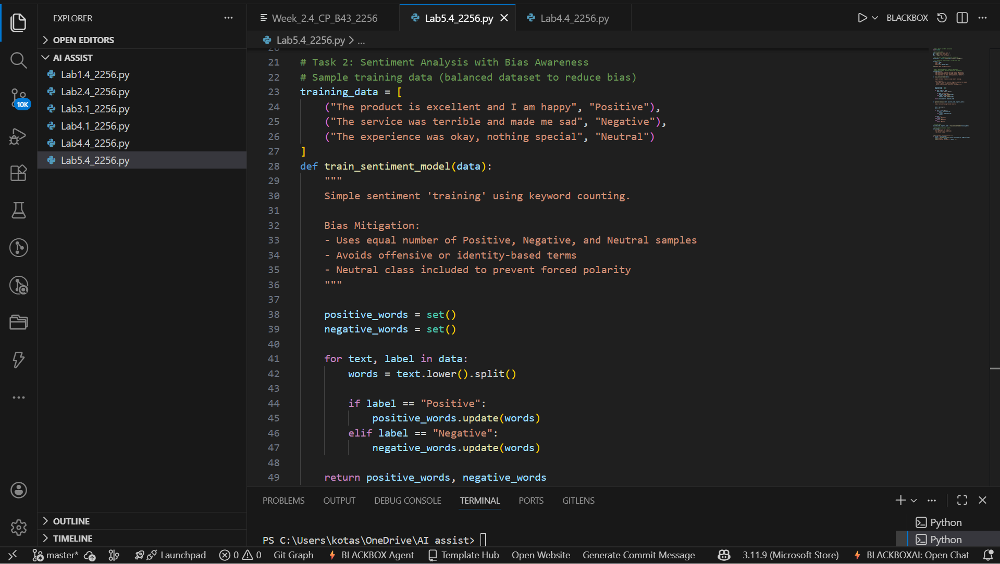 EXPLORER
OPEN EDITORS
AI ASSIST
Lab1.4_2256.py
Lab2.4_2256.py
Lab3.1_2256.py
Lab4.1_2256.py
Lab4.4_2256.py
Lab5.4_2256.py
10K
OUTLINE
TIMELINE
Week_2.4_CP_B43_2256
Lab5.4_2256.py
Lab4.4_2256.py
BLACKBOX
Lab5.4_2256.py > ...
20
21 # Task 2: Sentiment Analysis with Bias Awareness
22 # Sample training data (balanced dataset to reduce bias)
23 training_data = [
24     ("The product is excellent and I am happy", "Positive"),
25     ("The service was terrible and made me sad", "Negative"),
26     ("The experience was okay, nothing special", "Neutral")
27 ]
28 def train_sentiment_model(data):
29     """
30     Simple sentiment 'training' using keyword counting.
31
32     Bias Mitigation:
33     - Uses equal number of Positive, Negative, and Neutral samples
34     - Avoids offensive or identity-based terms
35     - Neutral class included to prevent forced polarity
36     """
37
38     positive_words = set()
39     negative_words = set()
40
41     for text, label in data:
42         words = text.lower().split()
43
44         if label == "Positive":
45             positive_words.update(words)
46         elif label == "Negative":
47             negative_words.update(words)
48
49     return positive_words, negative_words
PROBLEMS OUTPUT DEBUG CONSOLE TERMINAL PORTS GITLENS
PS C:\Users\kotas\OneDrive\AI assist>
Python
Python
master* Launchpad 0 0 Git Graph BLACKBOX Agent Template Hub Open Website Generate Commit Message 3.11.9 (Microsoft Store) BLACKBOXAI: Open Chat